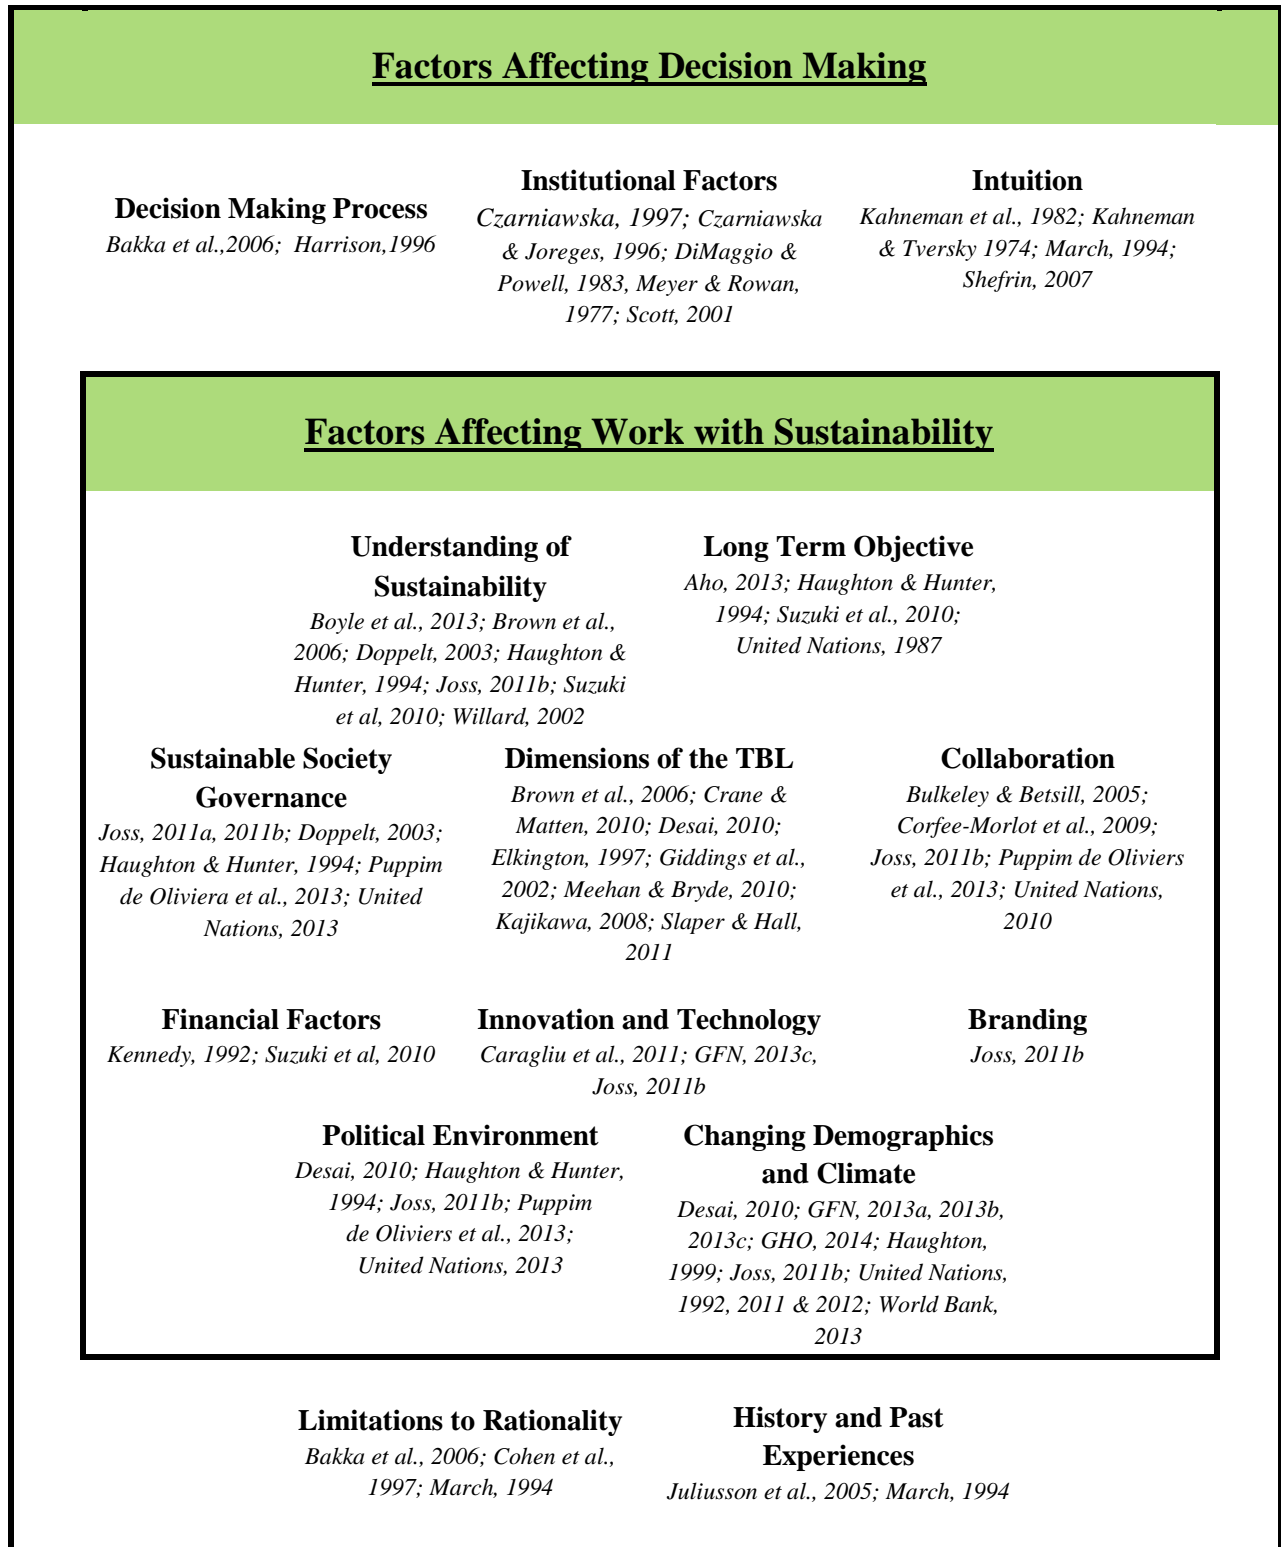 Factors Affecting Decision Making
Decision Making Process
Bakka et al.,2006;  Harrison,1996
Institutional Factors
Czarniawska, 1997; Czarniawska
& Joreges, 1996; DiMaggio &
Powell, 1983, Meyer & Rowan,
1977; Scott, 2001
Intuition
Kahneman et al., 1982; Kahneman
& Tversky 1974; March, 1994;
Shefrin, 2007
Factors Affecting Work with Sustainability
Understanding of
Sustainability
Boyle et al., 2013; Brown et al.,
2006; Doppelt, 2003; Haughton &
Hunter, 1994; Joss, 2011b; Suzuki
et al, 2010; Willard, 2002
Long Term Objective
Aho, 2013; Haughton & Hunter,
1994; Suzuki et al., 2010;
United Nations, 1987
Sustainable Society
Governance
Joss, 2011a, 2011b; Doppelt, 2003;
Haughton & Hunter, 1994; Puppim
de Oliviera et al., 2013; United
Nations, 2013
Dimensions of the TBL
Brown et al., 2006; Crane &
Matten, 2010; Desai, 2010;
Elkington, 1997; Giddings et al.,
2002; Meehan & Bryde, 2010;
Kajikawa, 2008; Slaper & Hall,
2011
Collaboration
Bulkeley & Betsill, 2005;
Corfee-Morlot et al., 2009;
Joss, 2011b; Puppim de Oliviers
et al., 2013; United Nations,
2010
Financial Factors
Kennedy, 1992; Suzuki et al, 2010
Innovation and Technology
Caragliu et al., 2011; GFN, 2013c,
Joss, 2011b
Branding
Joss, 2011b
Political Environment
Desai, 2010; Haughton & Hunter,
1994; Joss, 2011b; Puppim
de Oliviers et al., 2013;
United Nations, 2013
Changing Demographics
and Climate
Desai, 2010; GFN, 2013a, 2013b,
2013c; GHO, 2014; Haughton,
1999; Joss, 2011b; United Nations,
1992, 2011 & 2012; World Bank,
2013
Limitations to Rationality
Bakka et al., 2006; Cohen et al.,
1997; March, 1994
History and Past
Experiences
Juliusson et al., 2005; March, 1994